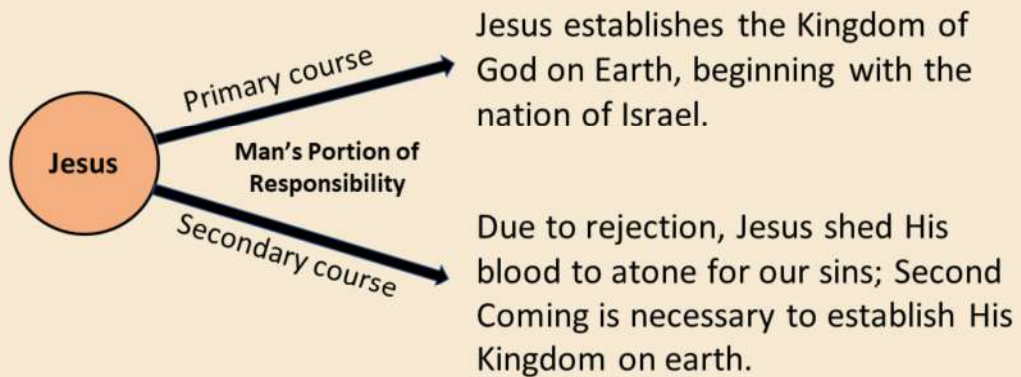 Jesus establishes the Kingdom of
God on Earth, beginning with the
nation of Israel.
Primary course
Jesus
Man's Portion of
Responsibility
Secondary course
Due to rejection, Jesus shed His
blood to atone for our sins; Second
Coming is necessary to establish His
Kingdom on earth.